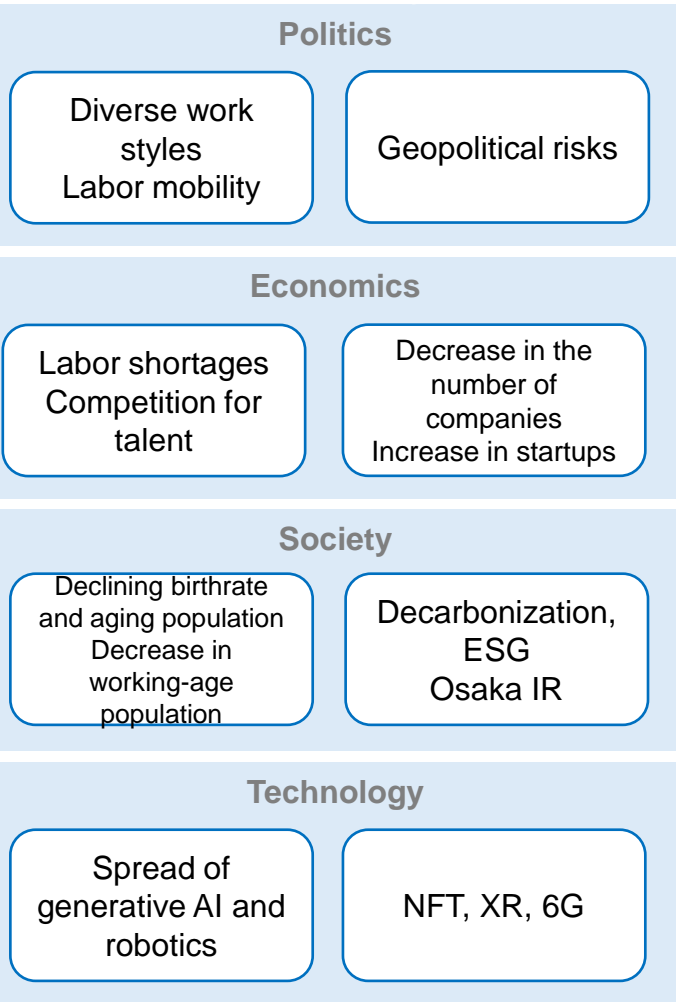 Politics
Diverse work
styles
Labor mobility
Geopolitical risks
Economics
Labor shortages
Competition for
talent
Decrease in the
number of
companies
Increase in startups
Society
Declining birthrate
and aging population
Decrease in
working-age
population
Decarbonization,
ESG
Osaka IR
Technology
Spread of
generative AI and
robotics
NFT, XR, 6G